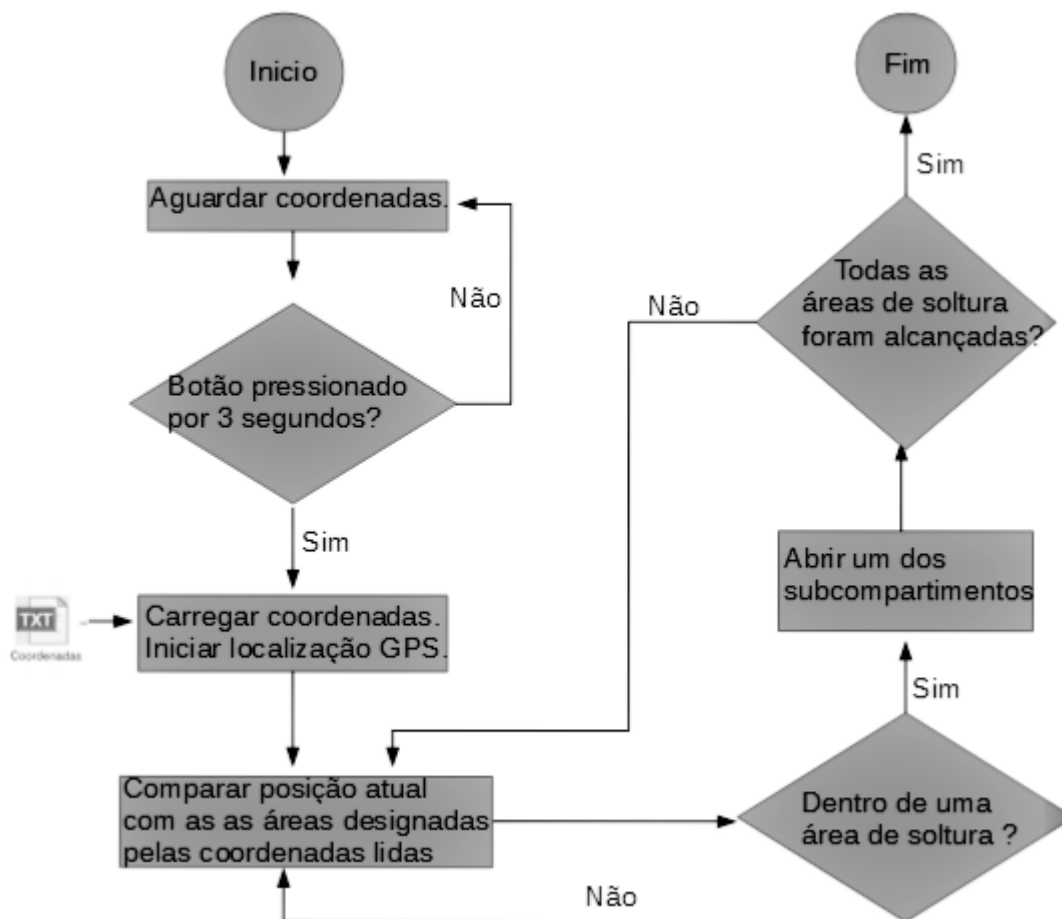 Inicio
Aguardar coordenadas.
Não
Botão pressionado
por 3 segundos?
Sim
TXT
Coordenadas
Carregar coordenadas.
Iniciar localização GPS.
Comparar posição atual
com as as áreas designadas
pelas coordenadas lidas
Não
Dentro de uma
área de soltura ?
Sim
Abrir um dos
subcompartimentos
Todas as
áreas de soltura
foram alcançadas?
Não
Sim
Fim